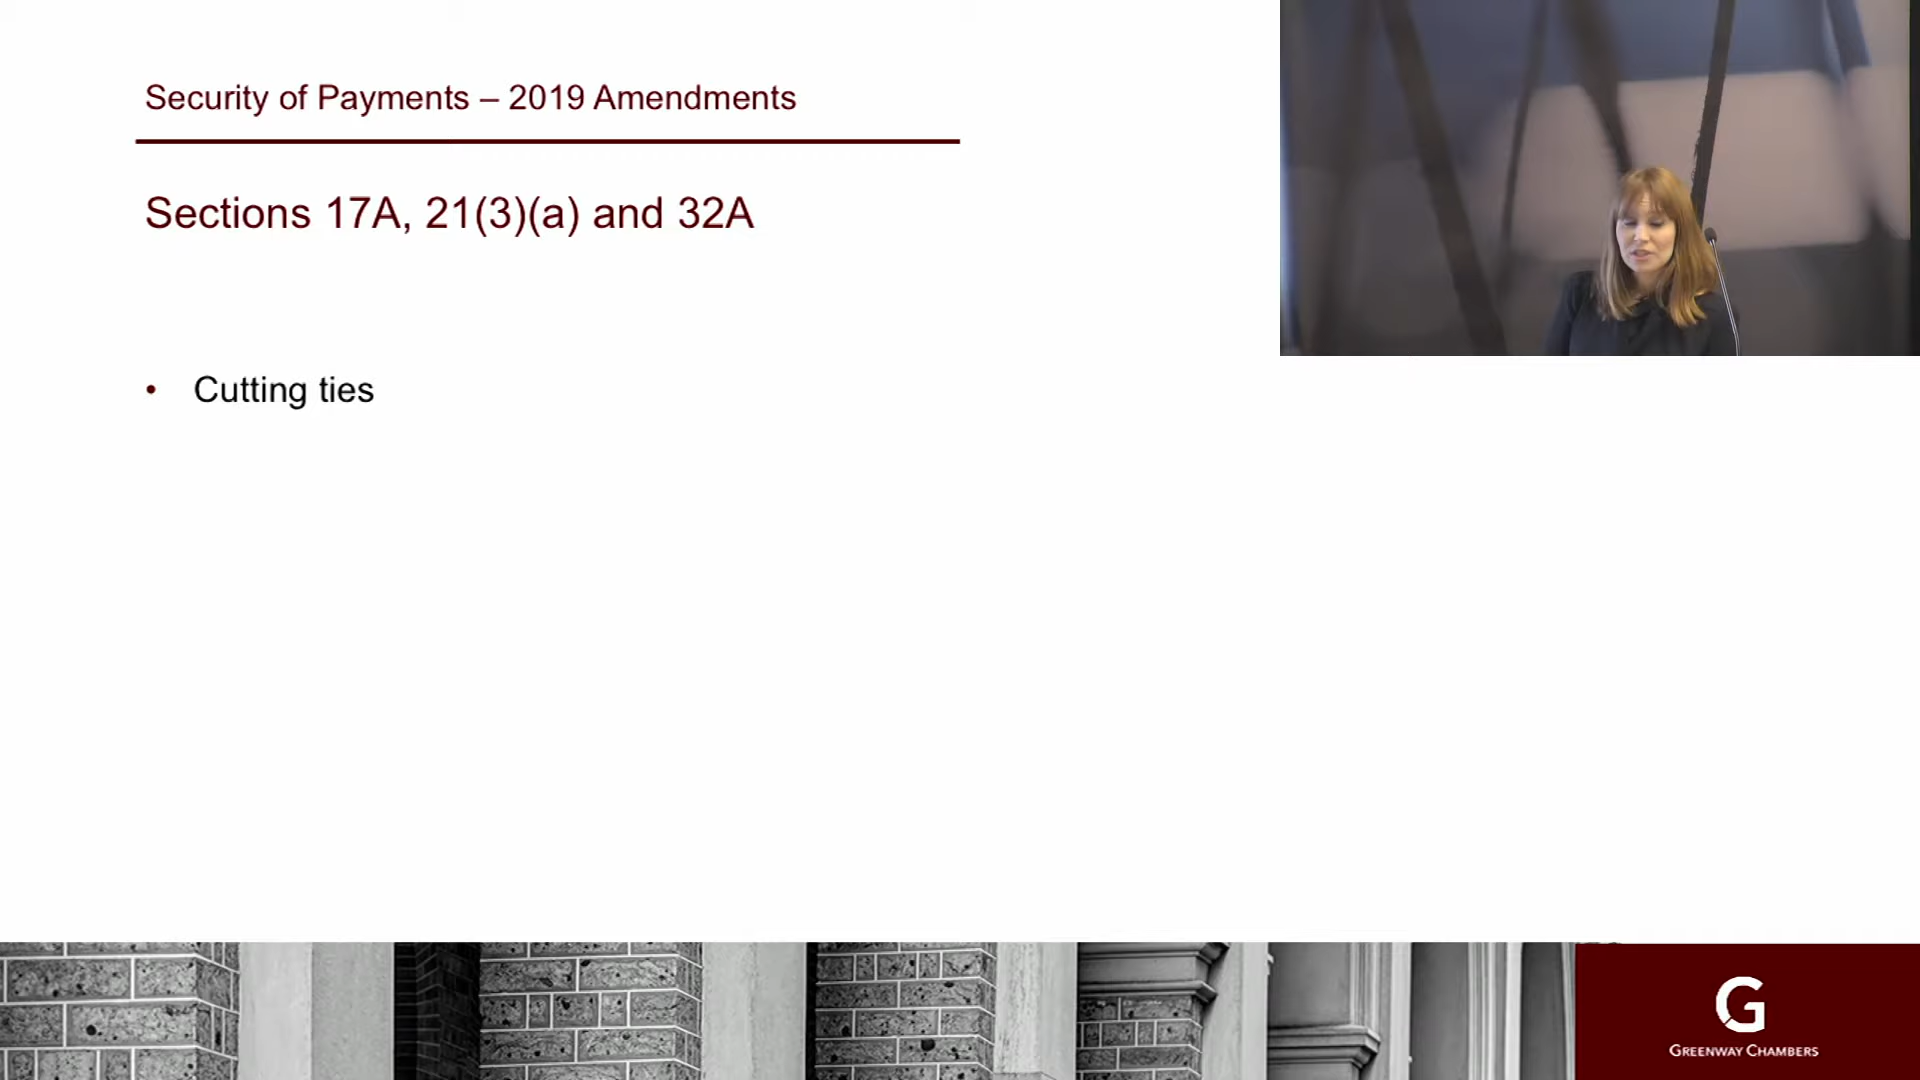 Security of Payments – 2019 Amendments
Sections 17A, 21(3)(a) and 32A
• Cutting ties
G
GREENWAY CHAMBERS